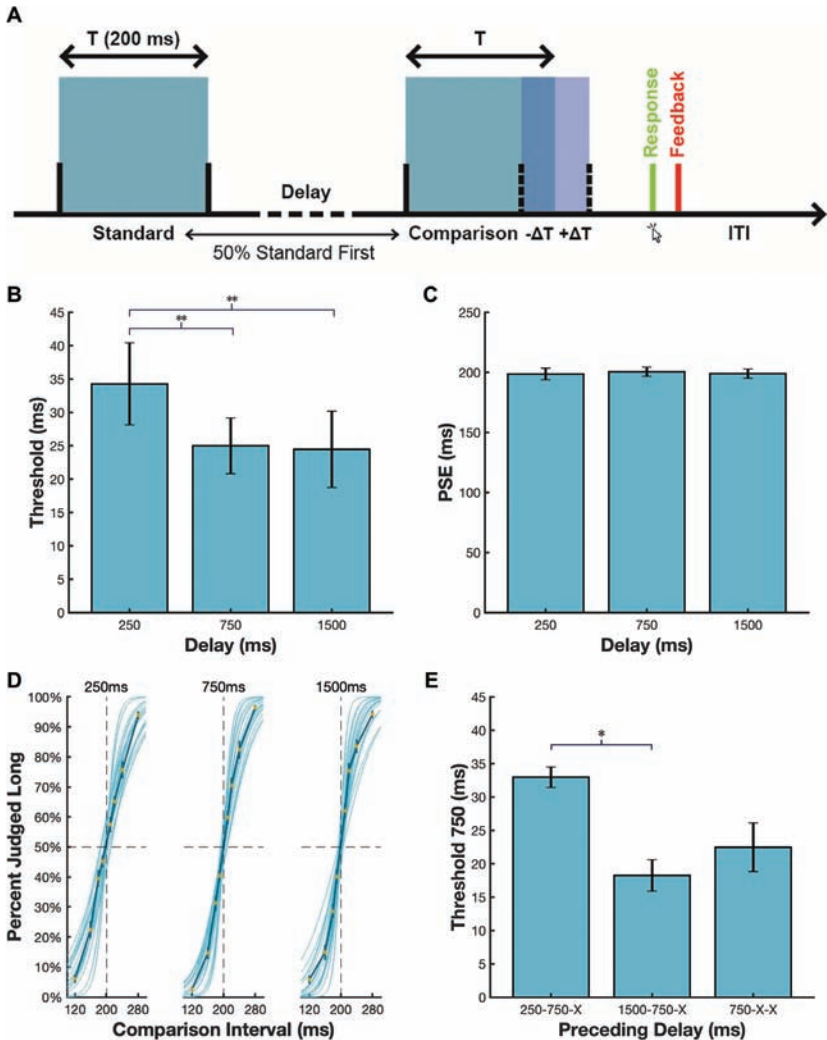 A
T (200 ms)
T
Response
Feedback
Delay
Standard
Comparison -ΔT +ΔT
ITI
50% Standard First
B
45
40
35
30
25
20
15
10
5
0
Threshold (ms)
**
**
250 750 1500
Delay (ms)
C
250
200
150
100
50
0
PSE (ms)
250 750 1500
Delay (ms)
D
250ms 750ms 1500ms
100%
90%
80%
70%
60%
50%
40%
30%
20%
10%
0%
Percent Judged Long
120 200 280 120 200 280 120 200 280
Comparison Interval (ms)
E
45
40
35
30
25
20
15
10
5
0
Threshold 750 (ms)
*
250-750-X 1500-750-X 750-X-X
Preceding Delay (ms)